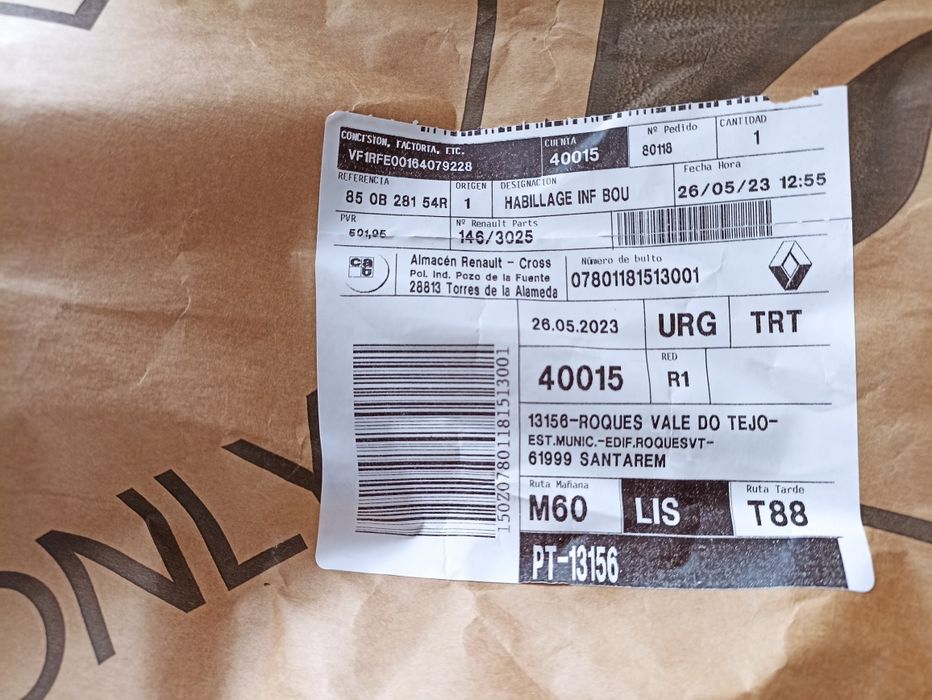 CONCESION, FACTORIA, ETC.
VF1RFE00164079228
CUENTA
40015
Nº Pedido
80118
CANTIDAD
1
REFERENCIA
85 0B 281 54R
ORIGEN
1
DESIGNACION
HABILLAGE INF BOU
Fecha Hora
26/05/23 12:55
PVR
601,95
Nº Renault Parts
146/3025
cat
Almacén Renault - Cross
Pol. Ind. Pozo de la Fuente
28813 Torres de la Alameda
Número de bulto
07801181513001
26.05.2023
URG
TRT
40015
RED
R1
150Z07801181513001
13156-ROQUES VALE DO TEJO-
EST.MUNIC.-EDIF.ROQUESVT-
61999 SANTAREM
Ruta Mañana
M60
LIS
Ruta Tarde
T88
PT-13156
ONLY